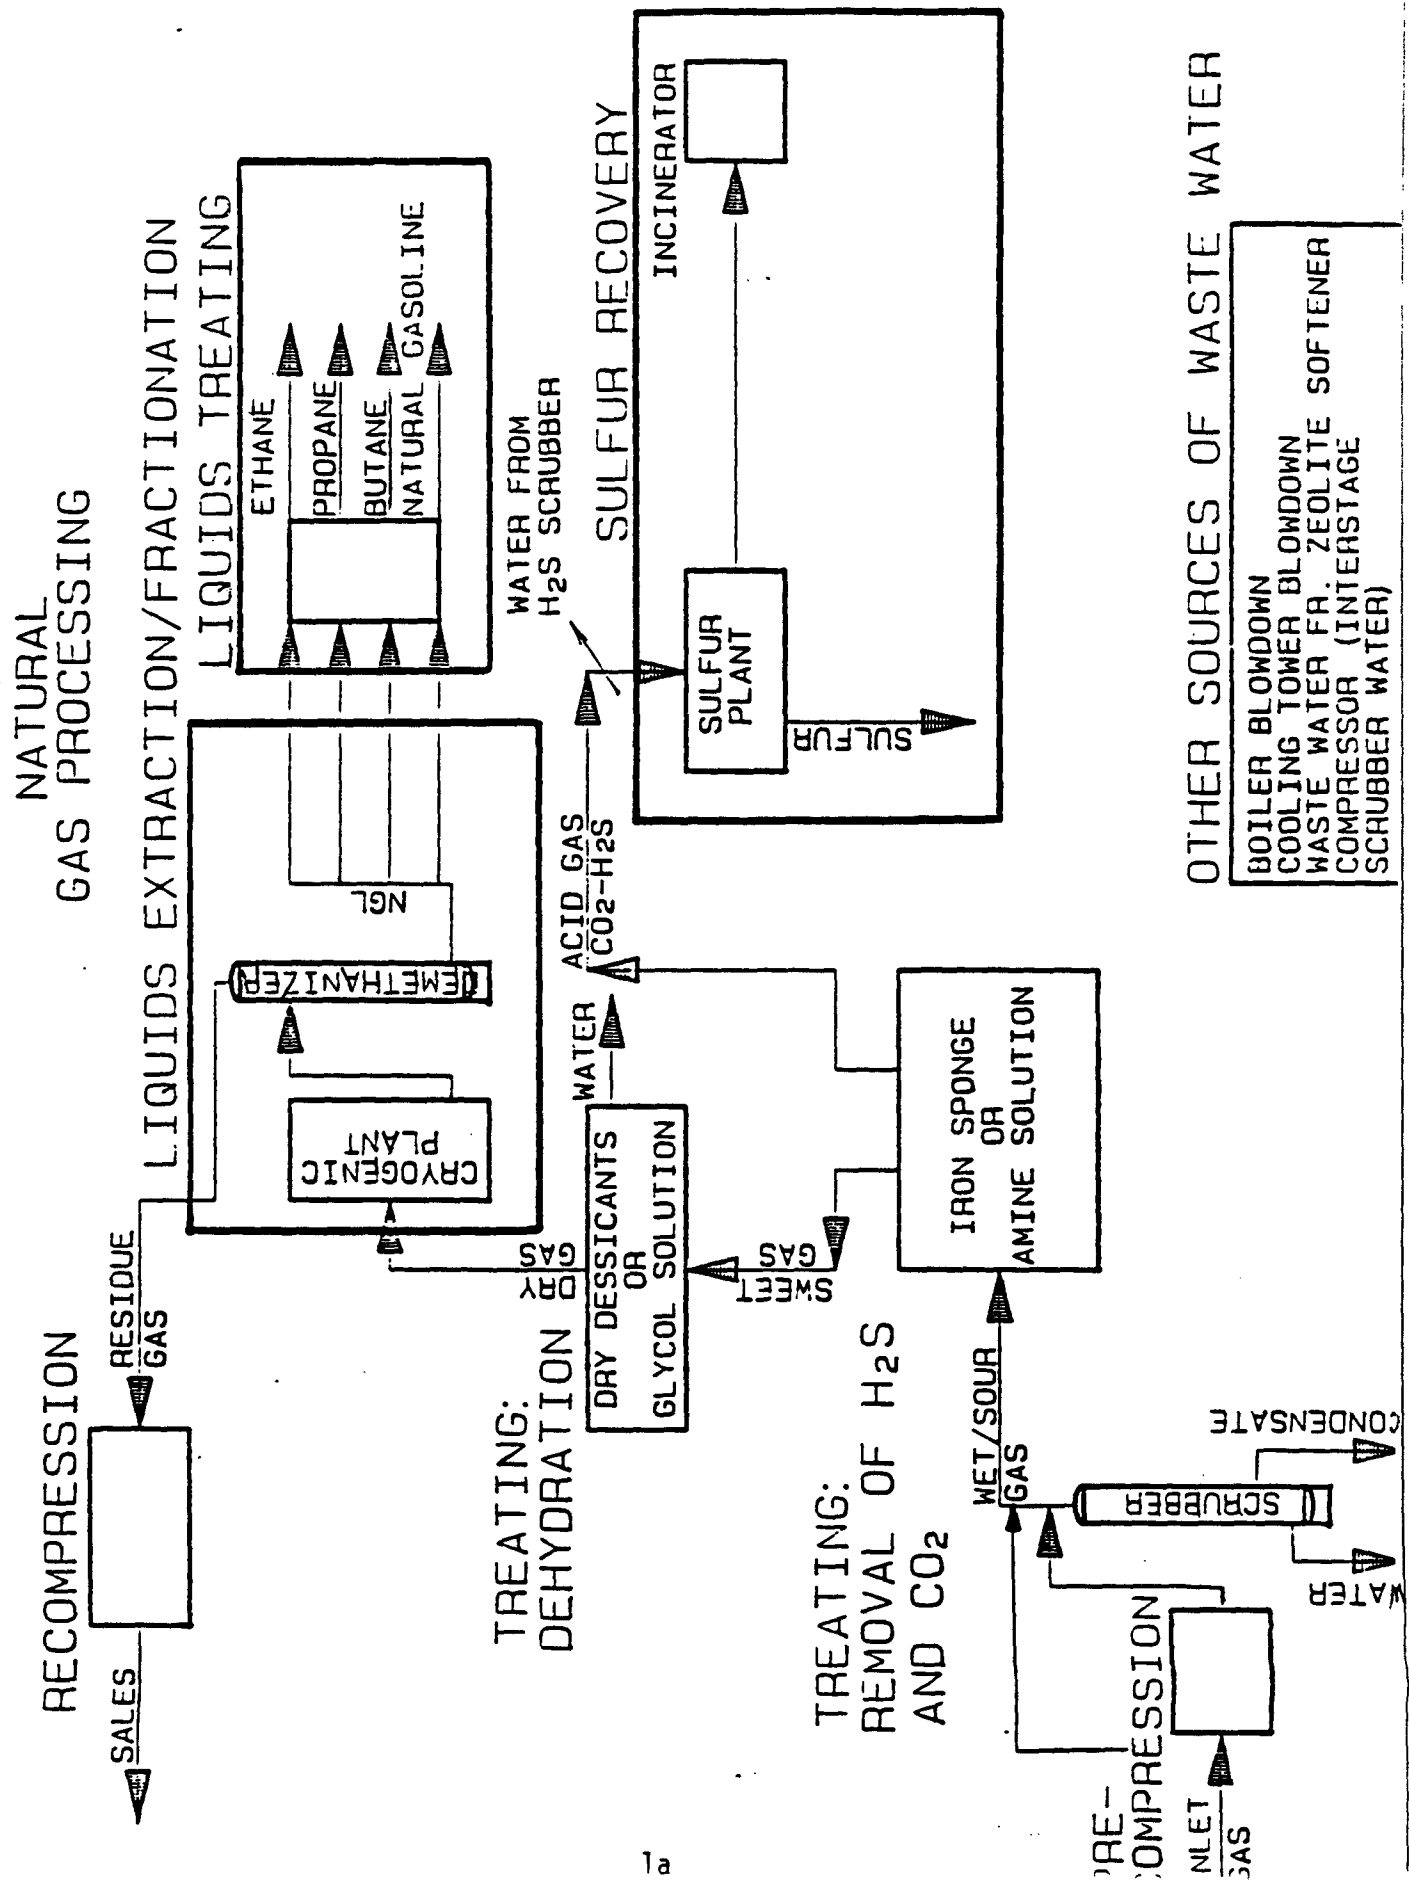 NATURAL
GAS PROCESSING
RECOMPRESSION
SALES
RESIDUE
GAS
LIQUIDS EXTRACTION/FRACTIONATION
CRYOGENIC
PLANT
DEMETHANIZER
NGL
LIQUIDS TREATING
ETHANE
PROPANE
BUTANE
NATURAL GASOLINE
TREATING:
DEHYDRATION
DRY
GAS
DRY DESSICANTS
OR
GLYCOL SOLUTION
WATER
SWEET
GAS
ACID GAS
CO2-H2S
WATER FROM
H2S SCRUBBER
SULFUR RECOVERY
SULFUR
PLANT
SULFUR
INCINERATOR
TREATING:
REMOVAL OF H2S
AND CO2
WET/SOUR
GAS
IRON SPONGE
OR
AMINE SOLUTION
PRE-
COMPRESSION
INLET
GAS
SCRUBBER
WATER
CONDENSATE
OTHER SOURCES OF WASTE WATER
BOILER BLOWDOWN
COOLING TOWER BLOWDOWN
WASTE WATER FR. ZEOLITE SOFTENER
COMPRESSOR (INTERSTAGE
SCRUBBER WATER)
1a